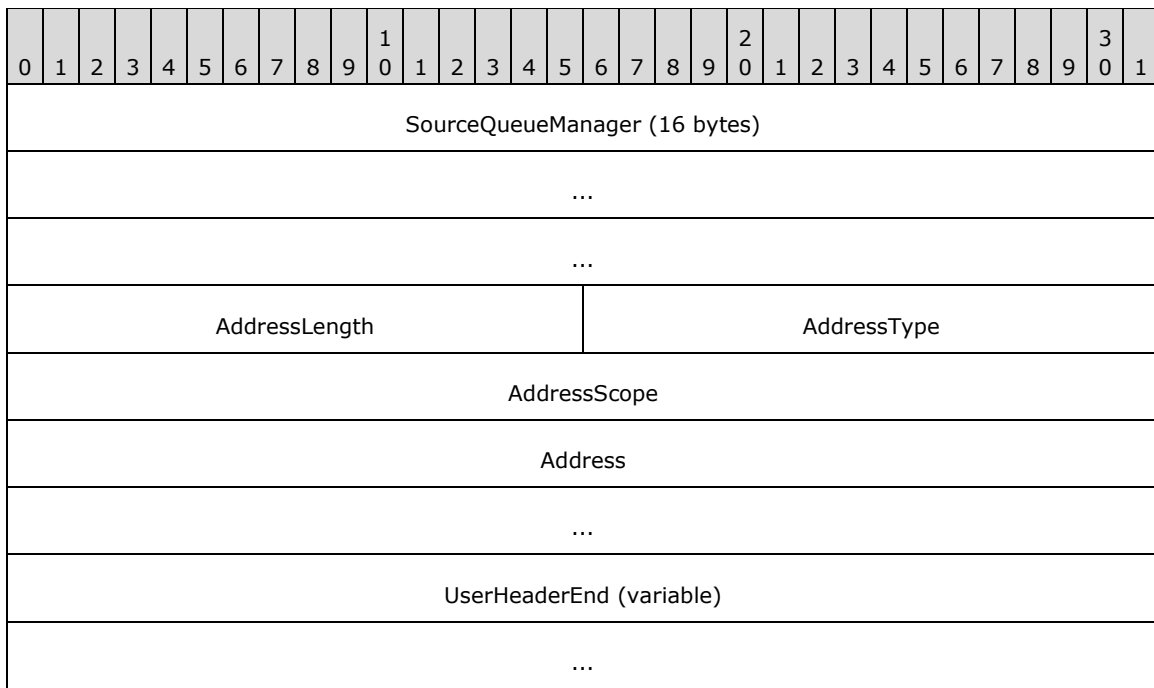 1 2 3
0 1 2 3 4 5 6 7 8 9 0 1 2 3 4 5 6 7 8 9 0 1 2 3 4 5 6 7 8 9 0 1
SourceQueueManager (16 bytes)
...
...
AddressLength AddressType
AddressScope
Address
...
UserHeaderEnd (variable)
...